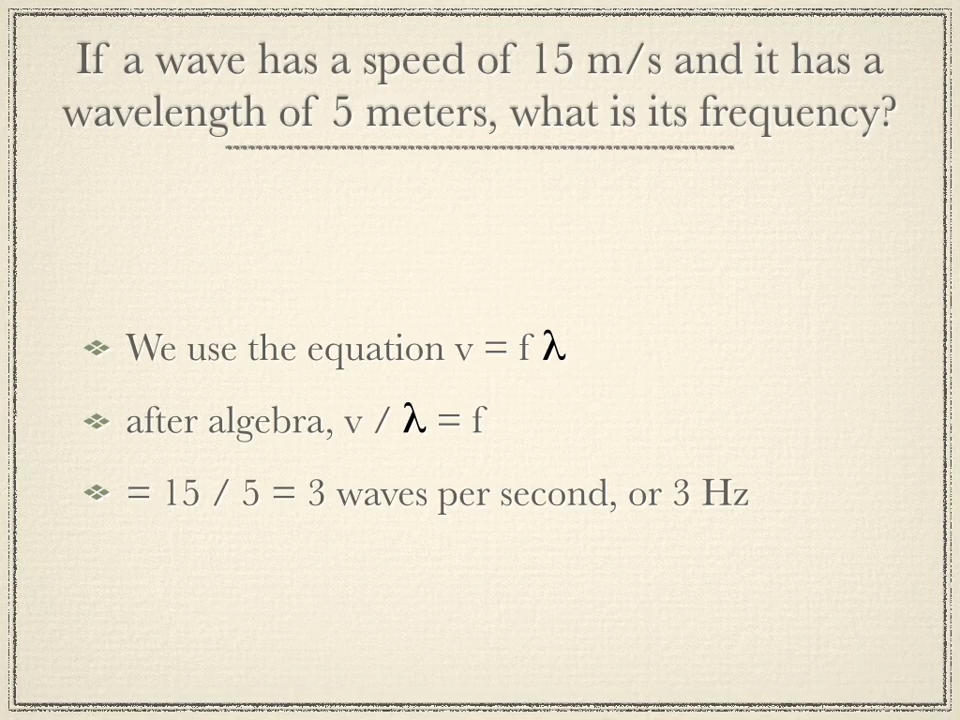 If a wave has a speed of 15 m/s and it has a
wavelength of 5 meters, what is its frequency?
We use the equation v = f λ
after algebra, v / λ = f
= 15 / 5 = 3 waves per second, or 3 Hz